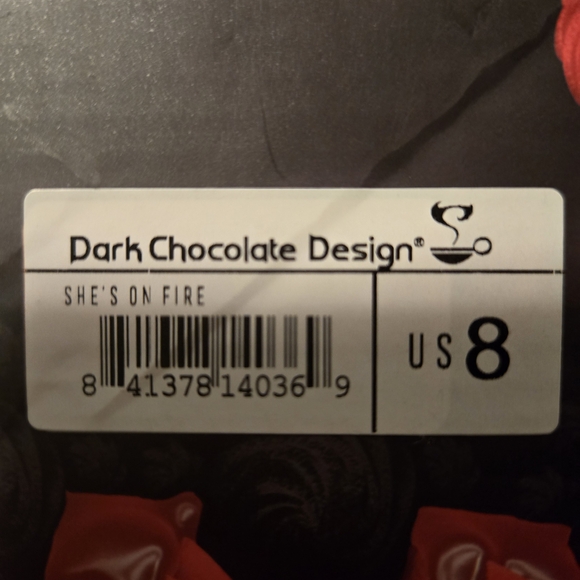 Dark Chocolate Design®
SHE'S ON FIRE
8 41378 14036 9
US 8